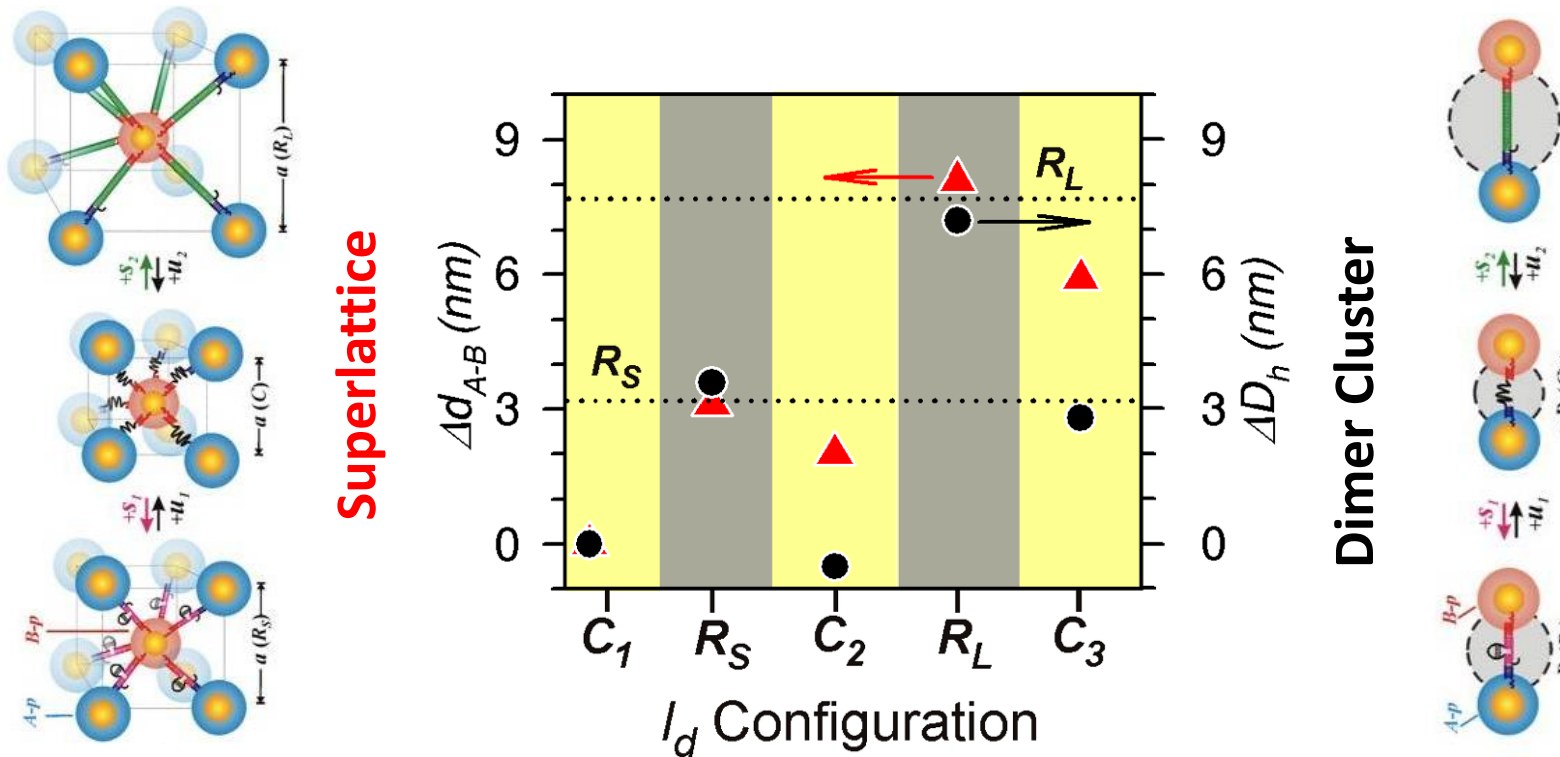 a (R_L)
+s_2
+u_2
a (C)
+s_1
+u_1
a (R_S)
B-p
A-p
Superlattice
Δd_A-B (nm)
9
6
3
0
R_L
R_S
C_1 R_S C_2 R_L C_3
l_d Configuration
9
6
3
0
ΔD_h (nm)
Dimer Cluster
+s_2
+u_2
+s_1
+u_1
B-p
A-p